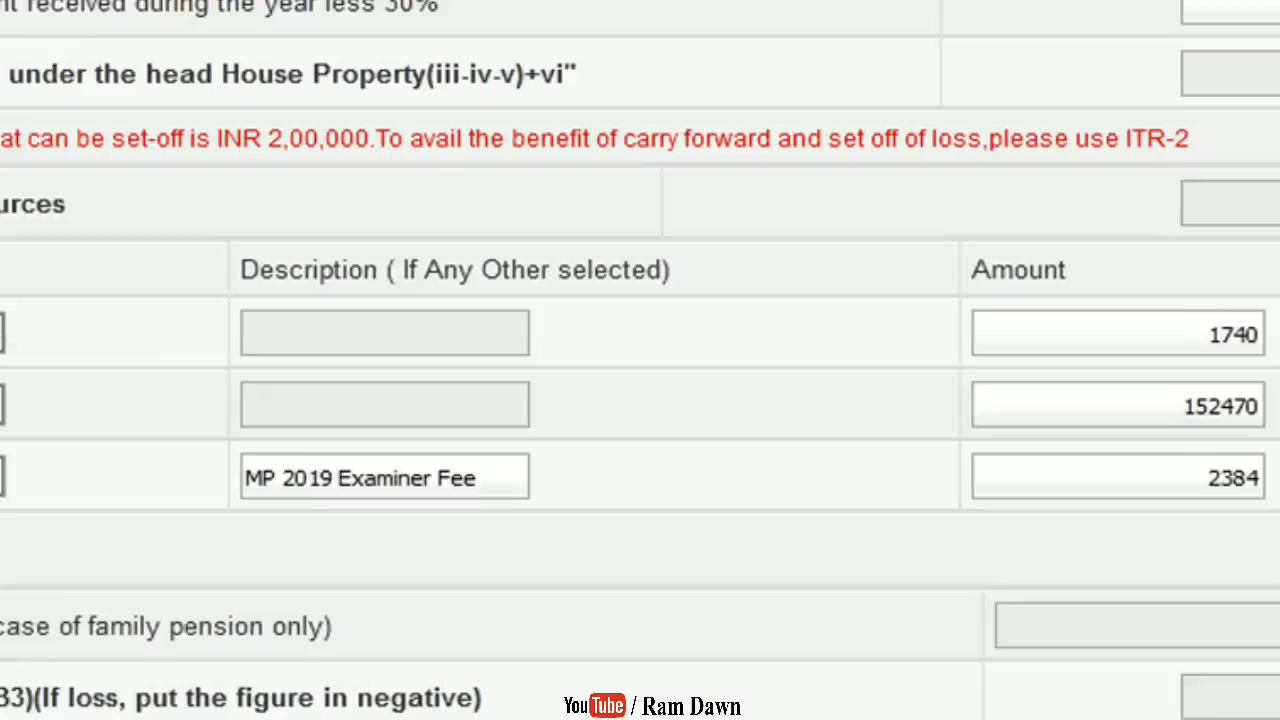 nt received during the year less 30%
under the head House Property(iii-iv-v)+vi"
at can be set-off is INR 2,00,000.To avail the benefit of carry forward and set off of loss,please use ITR-2
urces
Description ( If Any Other selected) Amount
1740
152470
MP 2019 Examiner Fee 2384
case of family pension only)
B3)(If loss, put the figure in negative)
YouTube / Ram Dawn